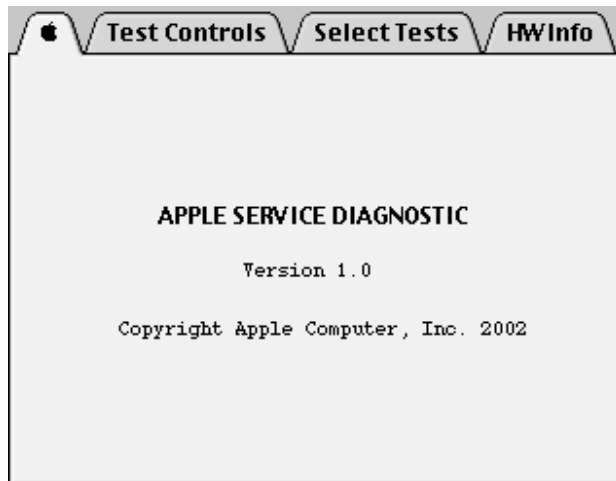 Test Controls Select Tests HWInfo
APPLE SERVICE DIAGNOSTIC
Version 1.0
Copyright Apple Computer, Inc. 2002